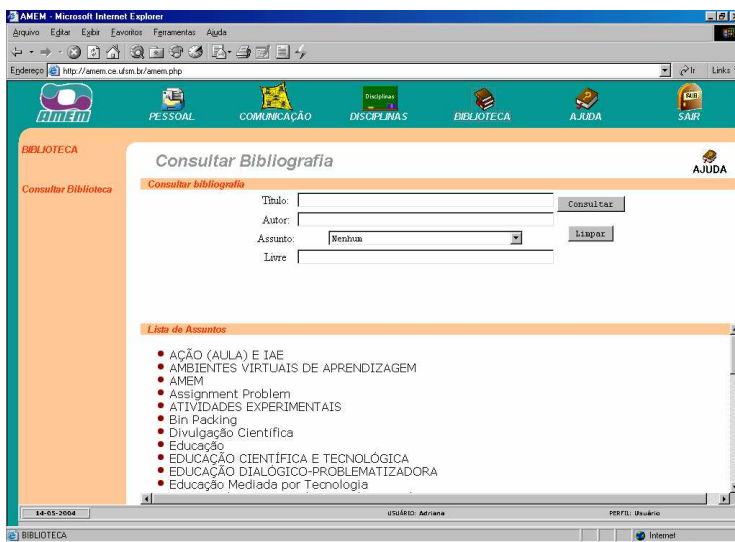 AMEM - Microsoft Internet Explorer
Arquivo Editar Exibir Favoritos Ferramentas Ajuda
Endereço http://amem.ce.ufsm.br/amem.php Ir Links
Disciplinas
SAIR
AMEM PESSOAL COMUNICAÇÃO DISCIPLINAS BIBLIOTECA AJUDA SAIR
BIBLIOTECA
Consultar Bibliografia
AJUDA
Consultar Biblioteca
Consultar bibliografia
Título: Consultar
Autor:
Assunto: Nenhum Limpar
Livre
Lista de Assuntos
AÇÃO (AULA) E IAE
AMBIENTES VIRTUAIS DE APRENDIZAGEM
AMEM
Assignment Problem
ATIVIDADES EXPERIMENTAIS
Bin Packing
Divulgação Científica
Educação
EDUCAÇÃO CIENTÍFICA E TECNOLÓGICA
EDUCAÇÃO DIALÓGICO-PROBLEMATIZADORA
Educação Mediada por Tecnologia
14-05-2004 USUÁRIO: Adriana PERFIL: Usuário
BIBLIOTECA Internet